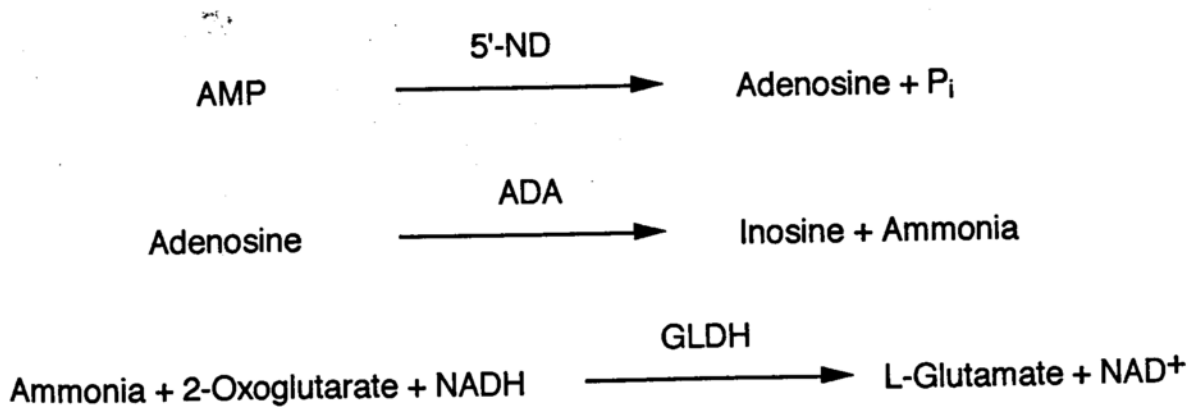 5'-ND
AMP Adenosine + Pi
ADA
Adenosine Inosine + Ammonia
GLDH
Ammonia + 2-Oxoglutarate + NADH L-Glutamate + NAD+